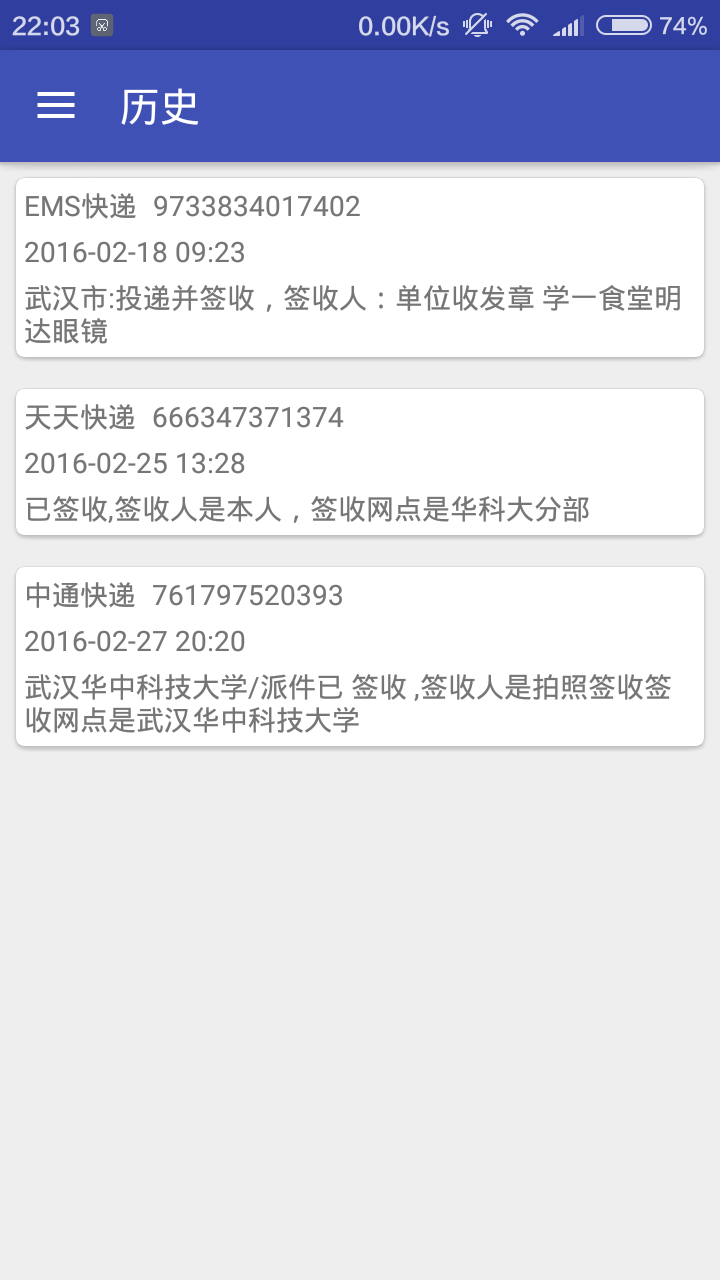 22:03 0.00K/s 74%
历史
EMS快递 9733834017402
2016-02-18 09:23
武汉市:投递并签收，签收人：单位收发章 学一食堂明
达眼镜
天天快递 666347371374
2016-02-25 13:28
已签收,签收人是本人，签收网点是华科大分部
中通快递 761797520393
2016-02-27 20:20
武汉华中科技大学/派件已 签收 ,签收人是拍照签收签
收网点是武汉华中科技大学